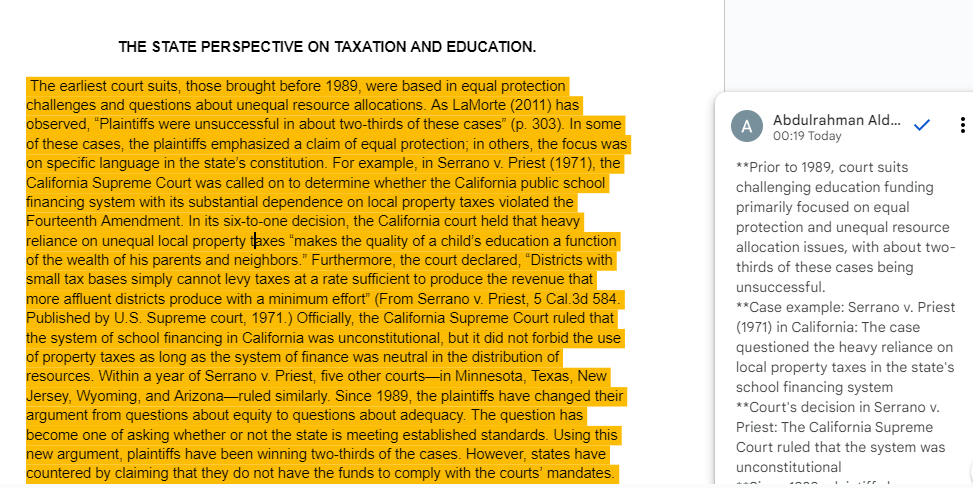 THE STATE PERSPECTIVE ON TAXATION AND EDUCATION.
The earliest court suits, those brought before 1989, were based in equal protection
challenges and questions about unequal resource allocations. As LaMorte (2011) has
observed, “Plaintiffs were unsuccessful in about two-thirds of these cases” (p. 303). In some
of these cases, the plaintiffs emphasized a claim of equal protection; in others, the focus was
on specific language in the state’s constitution. For example, in Serrano v. Priest (1971), the
California Supreme Court was called on to determine whether the California public school
financing system with its substantial dependence on local property taxes violated the
Fourteenth Amendment. In its six-to-one decision, the California court held that heavy
reliance on unequal local property taxes “makes the quality of a child’s education a function
of the wealth of his parents and neighbors.” Furthermore, the court declared, “Districts with
small tax bases simply cannot levy taxes at a rate sufficient to produce the revenue that
more affluent districts produce with a minimum effort” (From Serrano v. Priest, 5 Cal.3d 584.
Published by U.S. Supreme court, 1971.) Officially, the California Supreme Court ruled that
the system of school financing in California was unconstitutional, but it did not forbid the use
of property taxes as long as the system of finance was neutral in the distribution of
resources. Within a year of Serrano v. Priest, five other courts—in Minnesota, Texas, New
Jersey, Wyoming, and Arizona—ruled similarly. Since 1989, the plaintiffs have changed their
argument from questions about equity to questions about adequacy. The question has
become one of asking whether or not the state is meeting established standards. Using this
new argument, plaintiffs have been winning two-thirds of the cases. However, states have
countered by claiming that they do not have the funds to comply with the courts’ mandates.
A
Abdulrahman Ald...
00:19 Today
**Prior to 1989, court suits
challenging education funding
primarily focused on equal
protection and unequal resource
allocation issues, with about two-
thirds of these cases being
unsuccessful.
**Case example: Serrano v. Priest
(1971) in California: The case
questioned the heavy reliance on
local property taxes in the state's
school financing system
**Court's decision in Serrano v.
Priest: The California Supreme
Court ruled that the system was
unconstitutional